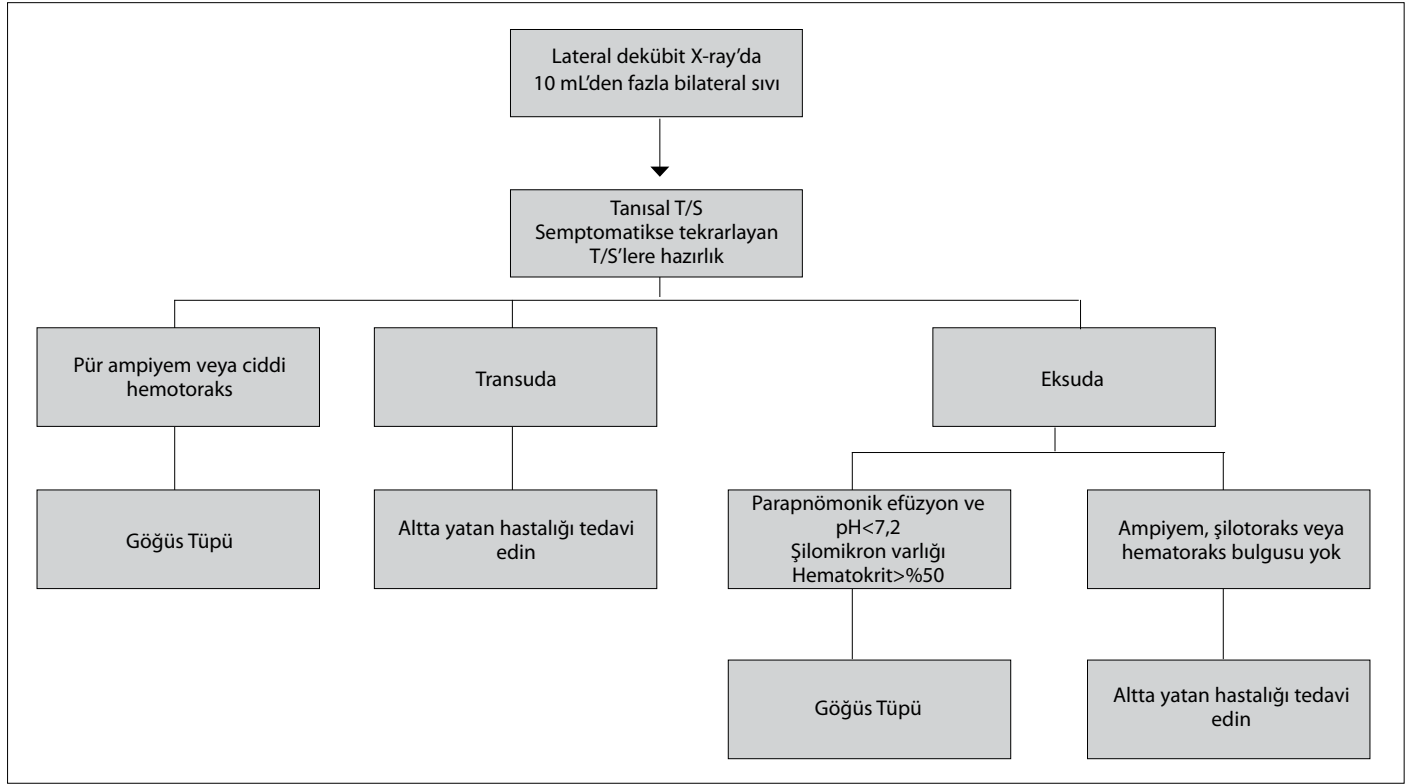 Lateral dekübit X-ray’da
10 mL’den fazla bilateral sıvı
Tanısal T/S
Semptomatikse tekrarlayan
T/S’lere hazırlık
Pür ampiyem veya ciddi
hemotoraks
Transuda
Eksuda
Göğüs Tüpü
Altta yatan hastalığı tedavi
edin
Parapnömonik efüzyon ve
pH<7,2
Şilomikron varlığı
Hematokrit>%50
Ampiyem, şilotoraks veya
hematoraks bulgusu yok
Göğüs Tüpü
Altta yatan hastalığı tedavi
edin